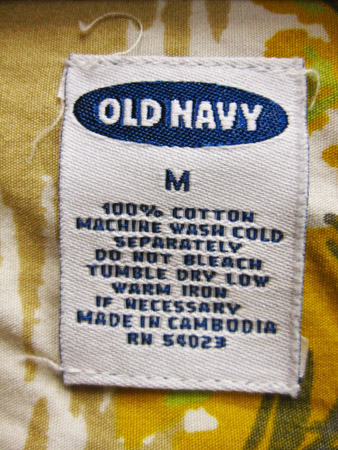 OLD NAVY
M
100% COTTON
MACHINE WASH COLD
SEPARATELY
DO NOT BLEACH
TUMBLE DRY LOW
WARM IRON
IF NECESSARY
MADE IN CAMBODIA
RN 54023